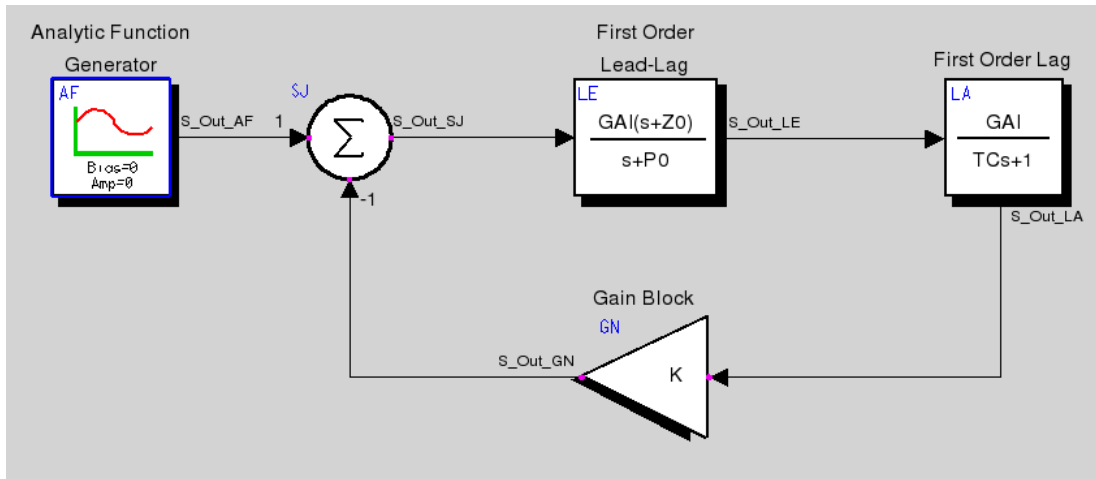 Analytic Function
Generator
AF
Bias=0
Amp=0
S_Out_AF
1
SJ
Σ
-1
S_Out_SJ
First Order
Lead-Lag
LE
GAI(s+Z0)
s+P0
S_Out_LE
First Order Lag
LA
GAI
TCs+1
S_Out_LA
Gain Block
GN
K
S_Out_GN